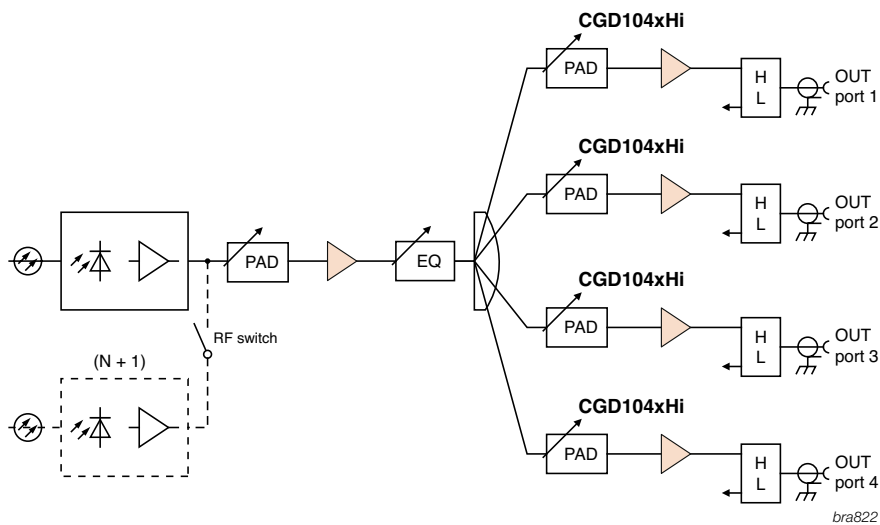 CGD104xHi
PAD
H
L
OUT
port 1
CGD104xHi
PAD
H
L
OUT
port 2
PAD
EQ
CGD104xHi
PAD
H
L
OUT
port 3
RF switch
(N + 1)
CGD104xHi
PAD
H
L
OUT
port 4
bra822